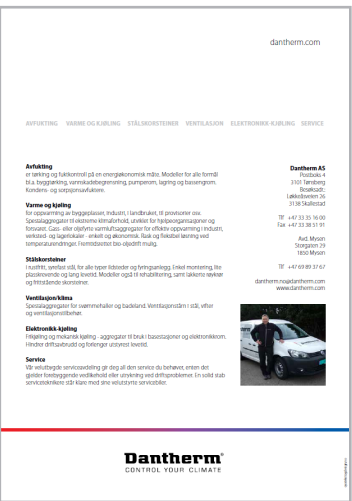 dantherm.com
AVFUKTING VARME OG KJØLING STÅLSKORSTEINER VENTILASJON ELEKTRONIKK-KJØLING SERVICE
Avfukting
er tørking og fuktkontroll på en energiøkonomisk måte. Modeller for alle formål
bl.a. byggtørking, vannskadebegrensning, pumperom, lagring og bassengrom.
Kondens- og sorpsjonsavfuktere.
Varme og kjøling
for oppvarming av byggeplasser, industri, i landbruket, til provisorier osv.
Spesialaggregater til ekstreme klimaforhold, utviklet for hjelpeorganisasjoner og
forsvaret. Gass- eller oljefyrte varmluftsaggregater for effektiv oppvarming i industri,
verksted- og lagerlokaler - enkelt og økonomisk. Rask og fleksibel løsning ved
temperaturendringer. Fremtidsrettet bio-oljedrift mulig.
Stålskorsteiner
i rustfritt, syrefast stål, for alle typer ildsteder og fyringsanlegg. Enkel montering, lite
plasskrevende og lang levetid. Modeller også til rehabilitering, samt lakkerte røykrør
og frittstående skorsteiner.
Ventilasjon/klima
Spesialaggregater for svømmehaller og badeland. Ventilasjonstårn i stål, vifter
og ventilasjonstilbehør.
Elektronikk-kjøling
Frikjøling og mekanisk kjøling - aggregater til bruk i basestasjoner og elektronikkrom.
Hindrer driftsavbrudd og forlenger utstyrets levetid.
Service
Vår velutbygde serviceavdeling gir deg all den service du behøver, enten det
gjelder forebyggende vedlikehold eller utrykning ved driftsproblemer. En solid stab
serviceteknikere står klare med sine velutstyrte servicebiler.
Dantherm AS
Postboks 4
3101 Tønsberg
Besøksadr.:
Løkkeåsveien 26
3138 Skallestad
Tlf +47 33 35 16 00
Fax +47 33 38 51 91
Avd. Mysen
Storgaten 29
1850 Mysen
Tlf +47 69 89 37 67
dantherm.no@dantherm.com
www.dantherm.com
Dantherm
CONTROL YOUR CLIMATE